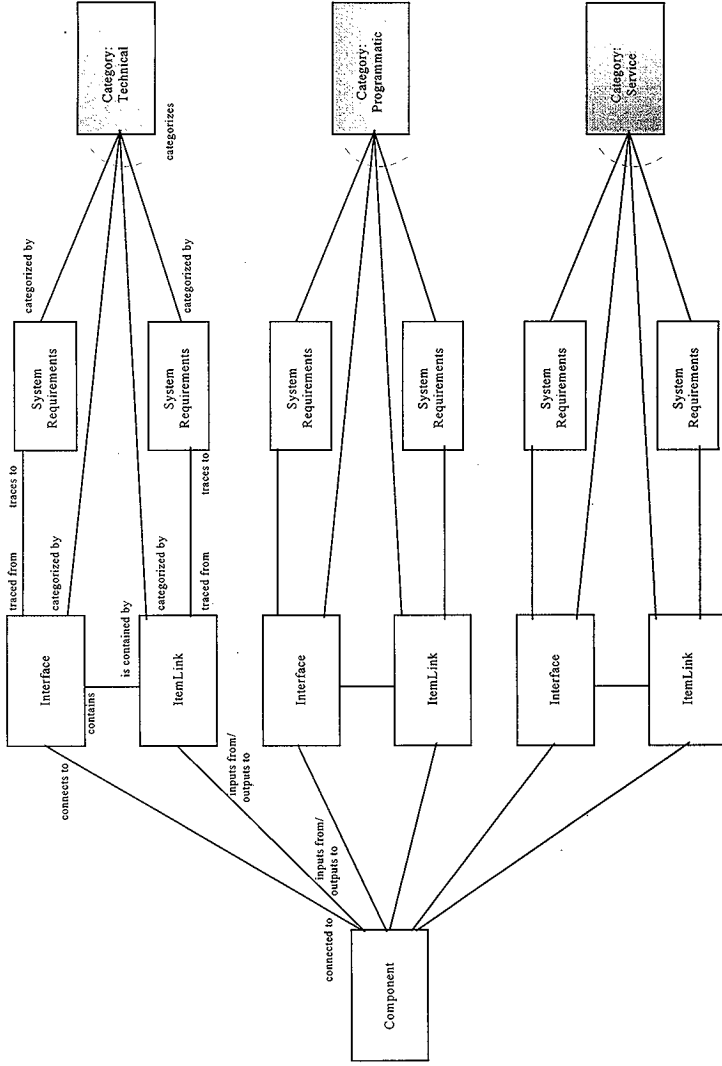 Component
connected to
connects to
inputs from/
outputs to
inputs from/
outputs to
Interface
contains
is contained by
ItemLink
traced from
traces to
categorized by
categorized by
traced from
traces to
System
Requirements
System
Requirements
categorized by
categorized by
categorizes
Category:
Technical
Interface
ItemLink
System
Requirements
System
Requirements
Category:
Programmatic
Interface
ItemLink
System
Requirements
System
Requirements
Category:
Service